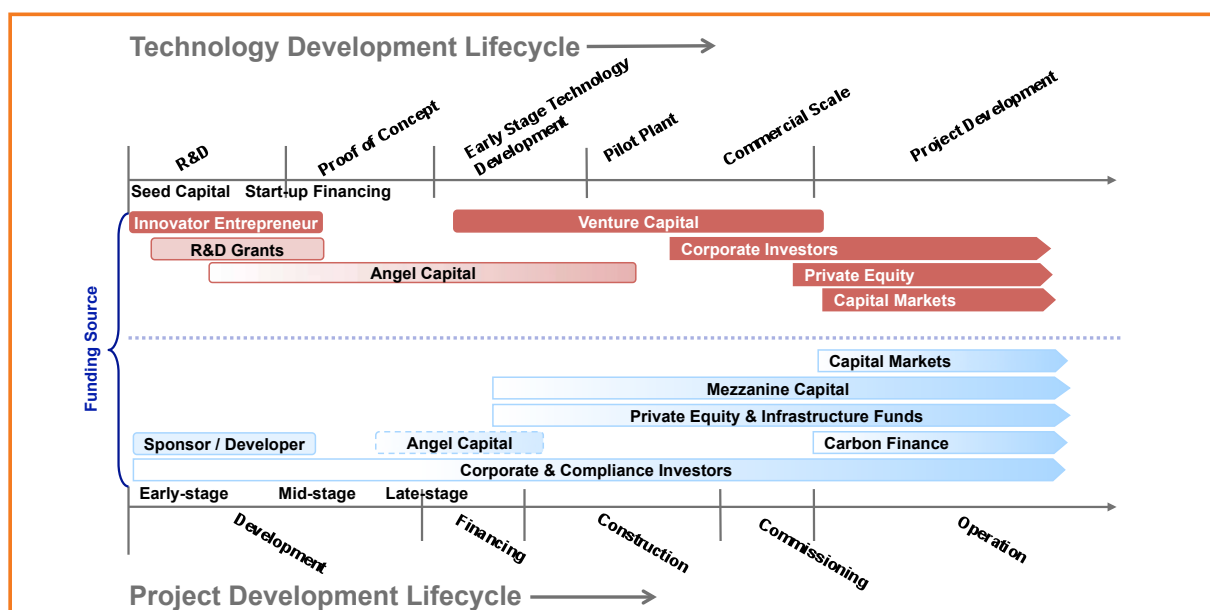 Technology Development Lifecycle
R&D
Proof of Concept
Early Stage Technology
Development
Pilot Plant
Commercial Scale
Project Development
Seed Capital
Start-up Financing
Innovator Entrepreneur
Venture Capital
R&D Grants
Corporate Investors
Angel Capital
Private Equity
Capital Markets
Funding Source
Capital Markets
Mezzanine Capital
Private Equity & Infrastructure Funds
Sponsor / Developer
Angel Capital
Carbon Finance
Corporate & Compliance Investors
Early-stage
Mid-stage
Late-stage
Development
Financing
Construction
Commissioning
Operation
Project Development Lifecycle